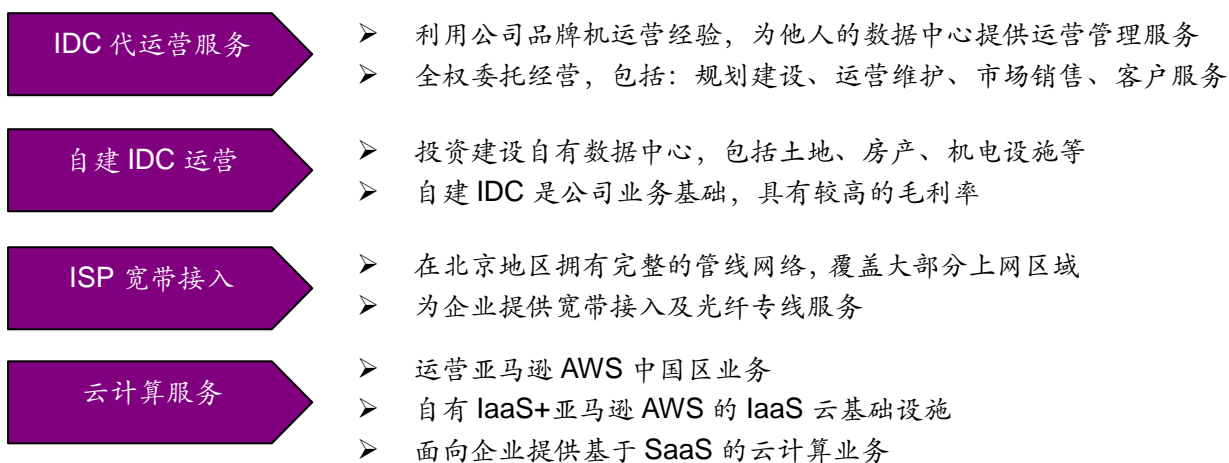 IDC 代运营服务
➢ 利用公司品牌机运营经验，为他人的数据中心提供运营管理服务
➢ 全权委托经营，包括：规划建设、运营维护、市场销售、客户服务
自建 IDC 运营
➢ 投资建设自有数据中心，包括土地、房产、机电设施等
➢ 自建 IDC 是公司业务基础，具有较高的毛利率
ISP 宽带接入
➢ 在北京地区拥有完整的管线网络，覆盖大部分上网区域
➢ 为企业提供宽带接入及光纤专线服务
云计算服务
➢ 运营亚马逊 AWS 中国区业务
➢ 自有 IaaS+亚马逊 AWS 的 IaaS 云基础设施
➢ 面向企业提供基于 SaaS 的云计算业务